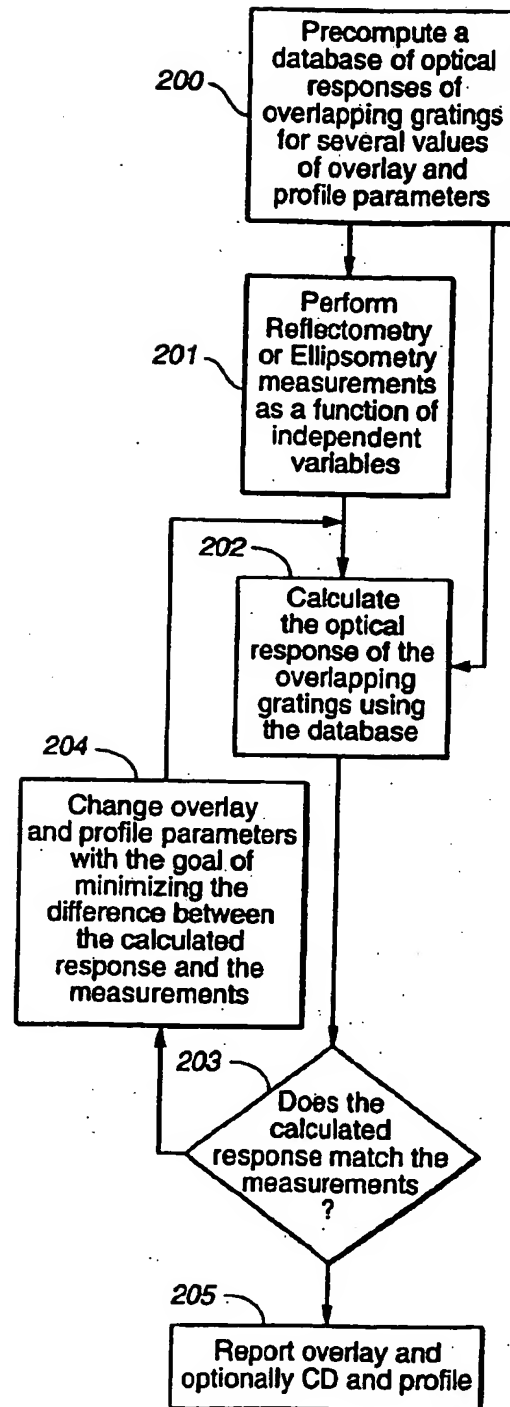 200
Precompute a
database of optical
responses of
overlapping gratings
for several values
of overlay and
profile parameters
201
Perform
Reflectometry
or Ellipsometry
measurements
as a function of
independent
variables
202
Calculate
the optical
response of the
overlapping
gratings using
the database
204
Change overlay
and profile parameters
with the goal of
minimizing the
difference between
the calculated
response and the
measurements
203
Does the
calculated
response match the
measurements
?
205
Report overlay and
optionally CD and profile